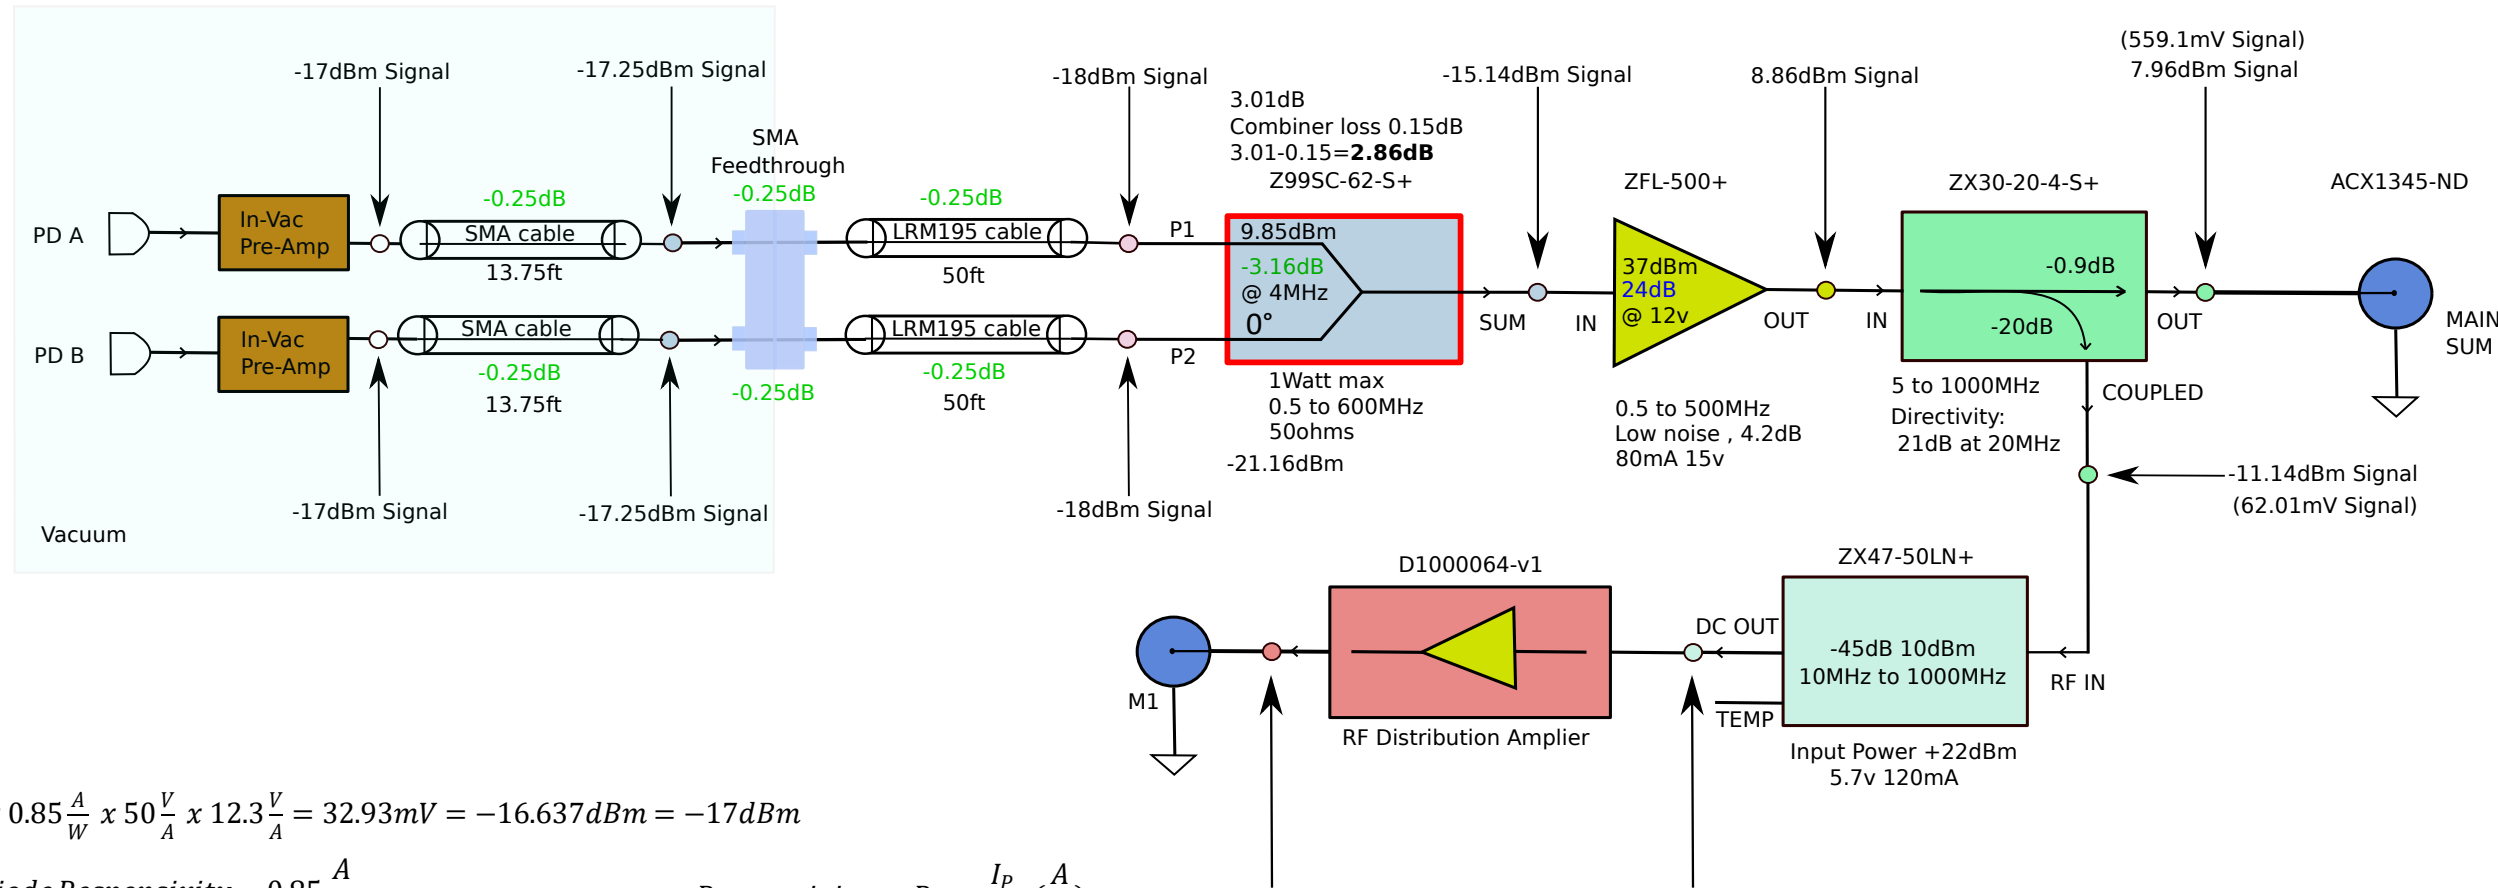 (559.1mV Signal)
-17dBm Signal
-17.25dBm Signal
-18dBm Signal
-15.14dBm Signal
8.86dBm Signal
7.96dBm Signal
3.01dB
Combiner loss 0.15dB
3.01-0.15=2.86dB
SMA
Feedthrough
Z99SC-62-S+
ZFL-500+
ZX30-20-4-S+
ACX1345-ND
-0.25dB
-0.25dB
-0.25dB
PD A
In-Vac
Pre-Amp
SMA cable
13.75ft
LRM195 cable
50ft
P1
9.85dBm
-3.16dB
@ 4MHz
0°
SUM
IN
37dBm
24dB
@ 12v
OUT
IN
-0.9dB
-20dB
OUT
MAIN
SUM
PD B
In-Vac
Pre-Amp
SMA cable
-0.25dB
13.75ft
-0.25dB
LRM195 cable
-0.25dB
50ft
P2
1Watt max
0.5 to 600MHz
50ohms
-21.16dBm
0.5 to 500MHz
Low noise , 4.2dB
80mA 15v
5 to 1000MHz
Directivity:
21dB at 20MHz
COUPLED
-11.14dBm Signal
(62.01mV Signal)
-17dBm Signal
-17.25dBm Signal
-18dBm Signal
Vacuum
D1000064-v1
ZX47-50LN+
M1
RF Distribution Amplier
DC OUT
TEMP
-45dB 10dBm
10MHz to 1000MHz
RF IN
Input Power +22dBm
5.7v 120mA
0.85 A/W x 50 V/A x 12.3 V/A = 32.93mV = −16.637dBm = −17dBm